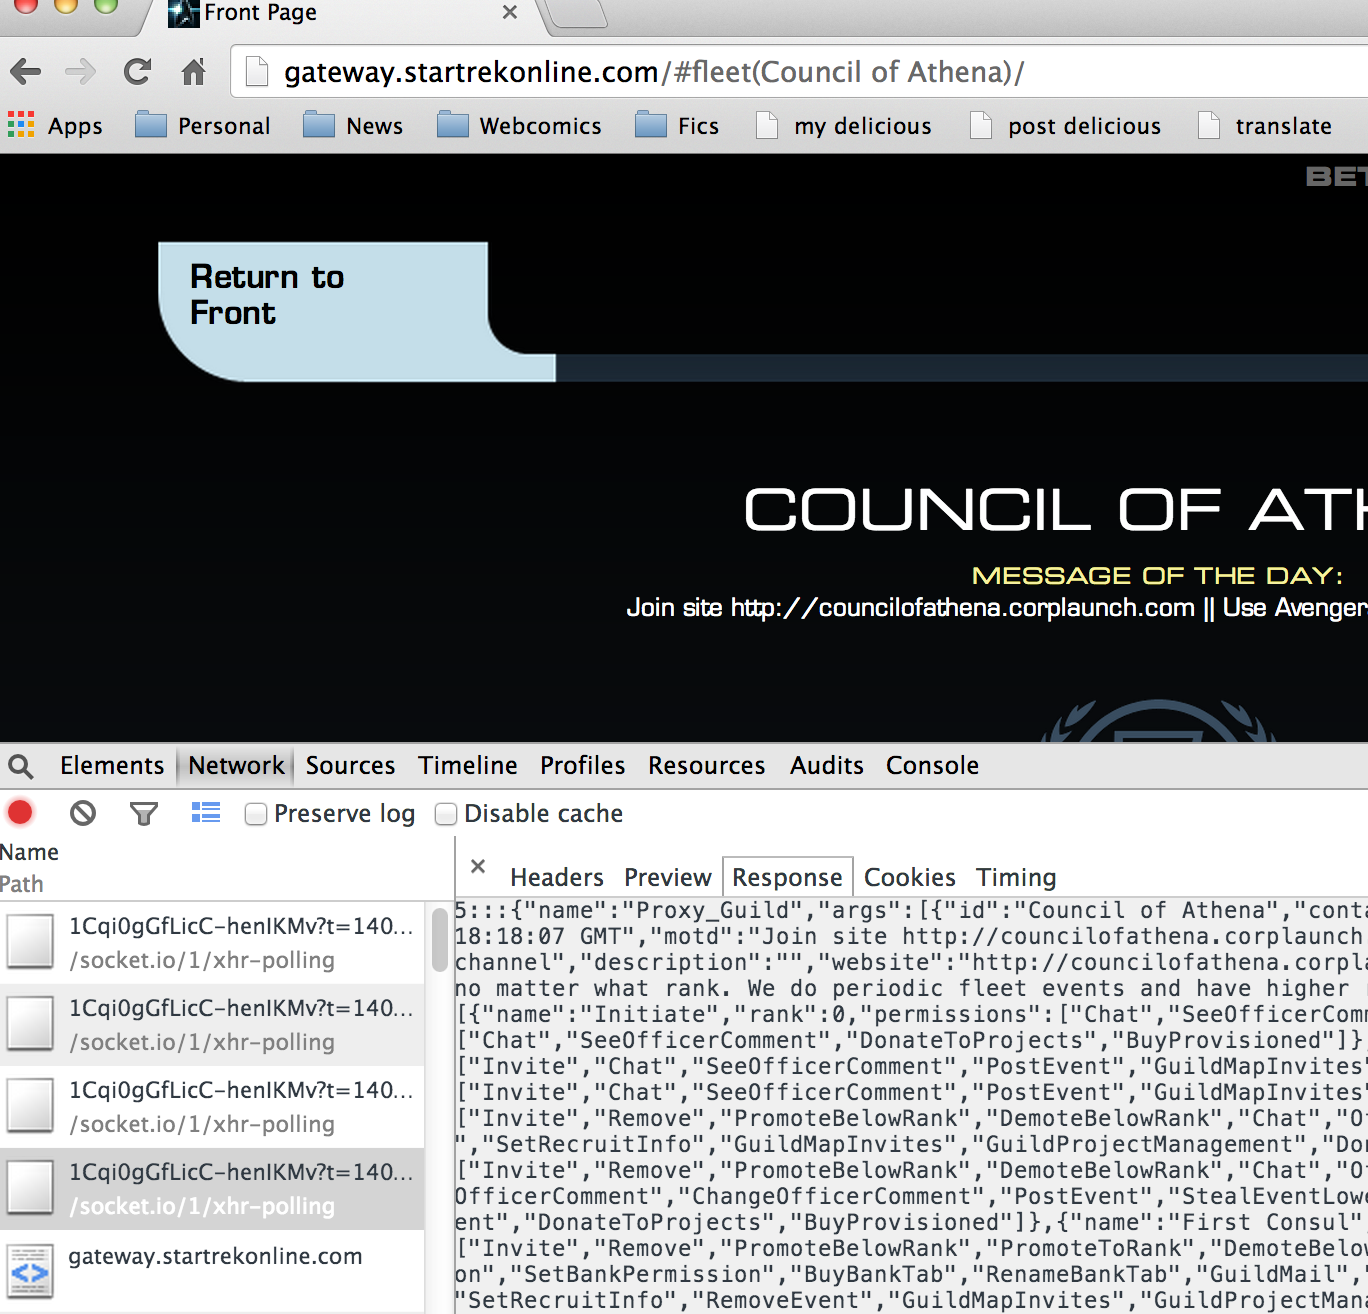 Front Page
gateway.startrekonline.com/#fleet(Council of Athena)/
Apps Personal News Webcomics Fics my delicious post delicious translate
Return to
Front
COUNCIL OF
MESSAGE OF THE DAY:
Join site http://councilofathena.corplaunch.com || Use Avenger
Elements Network Sources Timeline Profiles Resources Audits Console
Preserve log Disable cache
Name
Path
Headers Preview Response Cookies Timing
1Cqi0gGfLicC-henIKMv?t=140...
/socket.io/1/xhr-polling
1Cqi0gGfLicC-henIKMv?t=140...
/socket.io/1/xhr-polling
1Cqi0gGfLicC-henIKMv?t=140...
/socket.io/1/xhr-polling
1Cqi0gGfLicC-henIKMv?t=140...
/socket.io/1/xhr-polling
gateway.startrekonline.com
5:::{"name":"Proxy_Guild","args":[{"id":"Council of Athena","conta
18:18:07 GMT","motd":"Join site http://councilofathena.corplaunch
channel","description":"","website":"http://councilofathena.corpla
no matter what rank. We do periodic fleet events and have higher
[{"name":"Initiate","rank":0,"permissions":["Chat","SeeOfficerCom
["Chat","SeeOfficerComment","DonateToProjects","BuyProvisioned"]}
["Invite","Chat","SeeOfficerComment","PostEvent","GuildMapInvites
["Invite","Chat","SeeOfficerComment","PostEvent","GuildMapInvites
["Invite","Remove","PromoteBelowRank","DemoteBelowRank","Chat","O
","SetRecruitInfo","GuildMapInvites","GuildProjectManagement","Do
["Invite","Remove","PromoteBelowRank","DemoteBelowRank","Chat","O
OfficerComment","ChangeOfficerComment","PostEvent","StealEventLowe
ent","DonateToProjects","BuyProvisioned"]},{"name":"First Consul"
["Invite","Remove","PromoteBelowRank","PromoteToRank","DemoteBelow
on","SetBankPermission","BuyBankTab","RenameBankTab","GuildMail",
"SetRecruitInfo","RemoveEvent","GuildMapInvites","GuildProjectMan